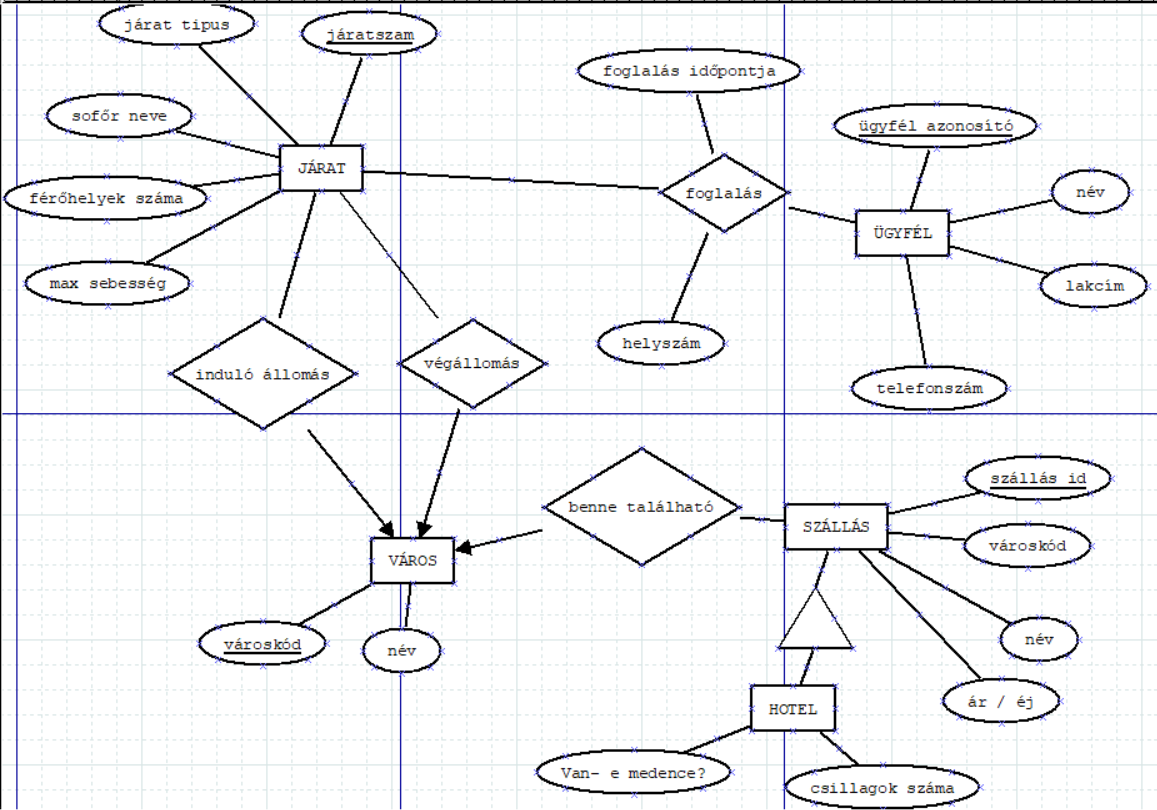 járat tipus
járatszam
foglalás időpontja
sofőr neve
ügyfél azonosító
JÁRAT
foglalás
név
férőhelyek száma
ÜGYFÉL
max sebesség
lakcím
helyszám
induló állomás
végállomás
telefonszám
szállás id
benne található
SZÁLLÁS
városkód
VÁROS
városkód
név
név
ár / éj
HOTEL
Van- e medence?
csillagok száma